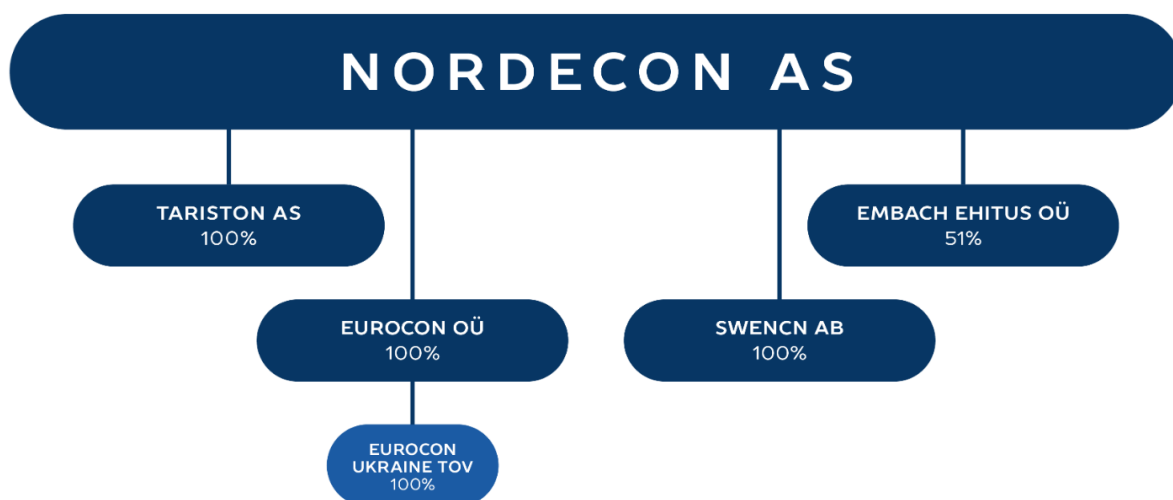 NORDECON AS
TARISTON AS
100%
EMBACH EHITUS OÜ
51%
EUROCON OÜ
100%
SWENCN AB
100%
EUROCON
UKRAINE TOV
100%